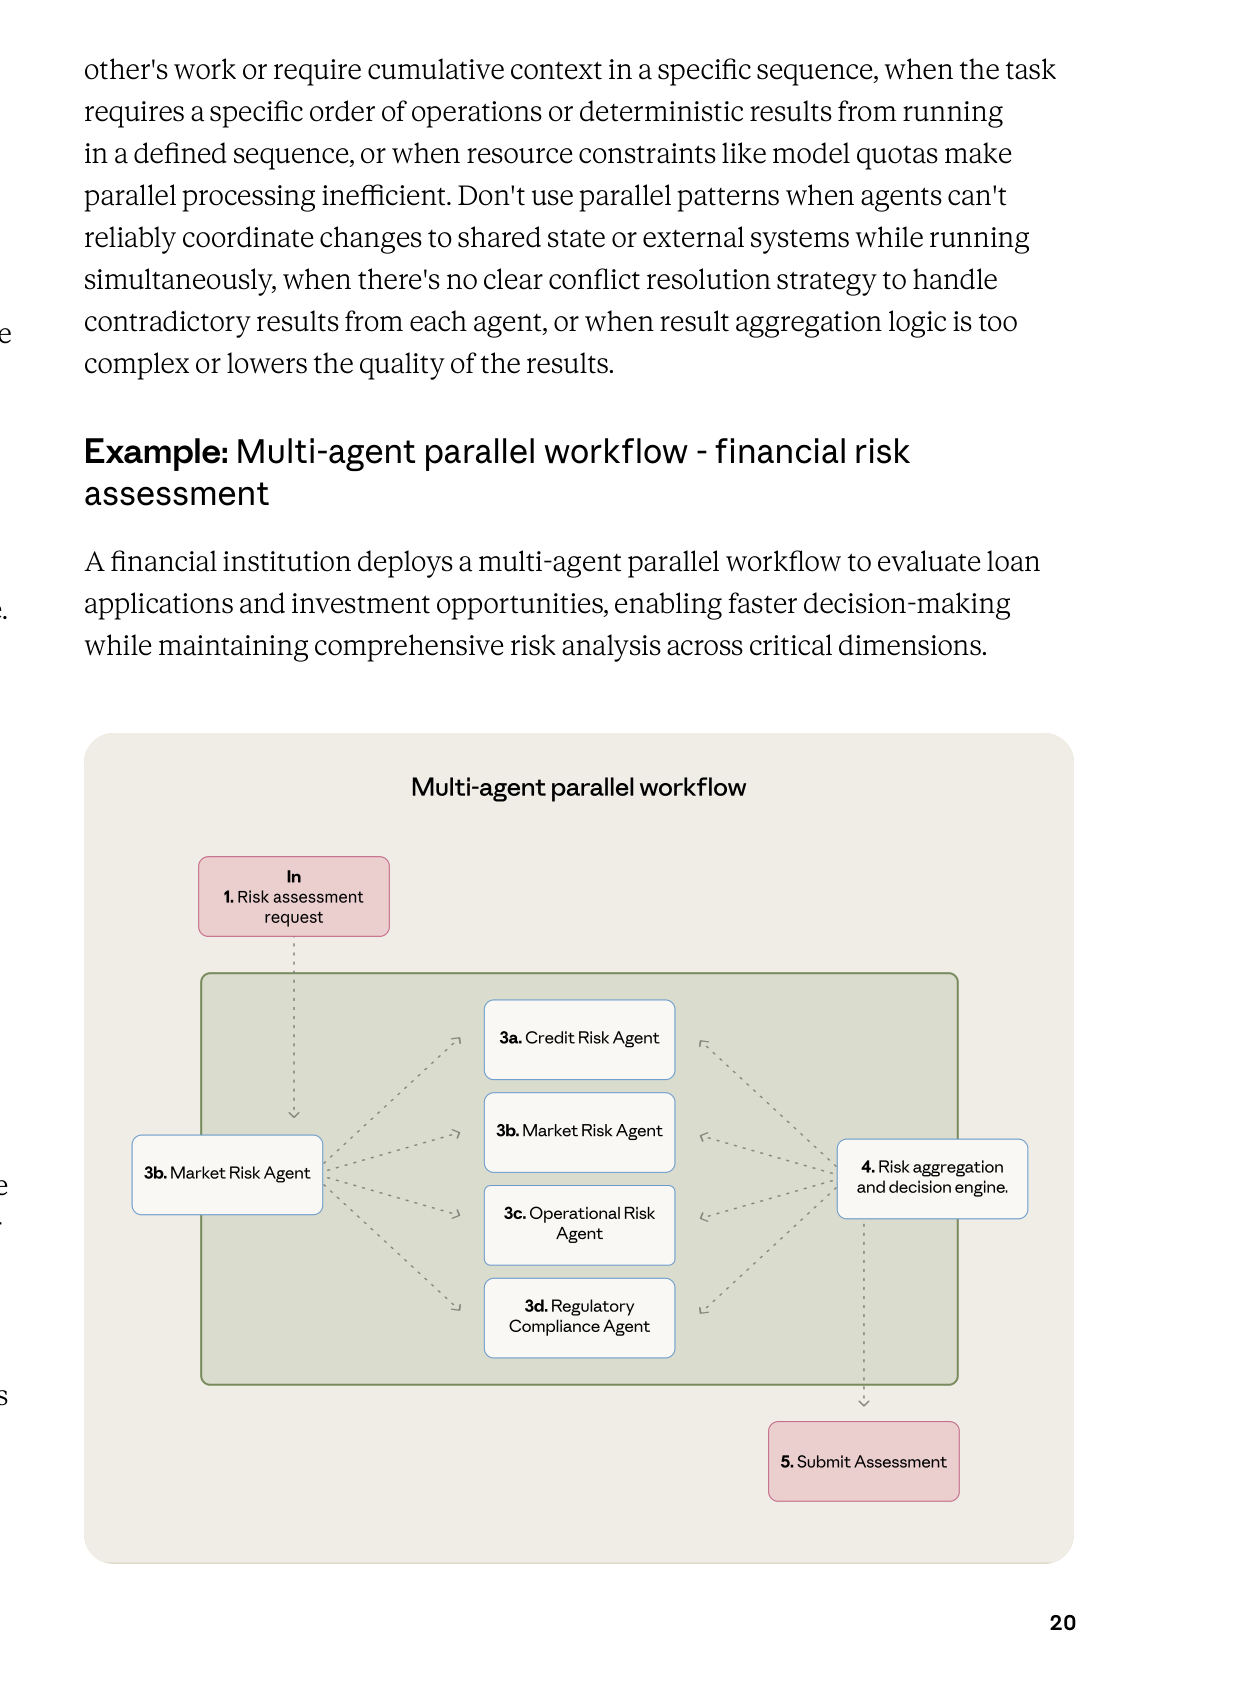 other's work or require cumulative context in a specific sequence, when the task
requires a specific order of operations or deterministic results from running
in a defined sequence, or when resource constraints like model quotas make
parallel processing inefficient. Don't use parallel patterns when agents can't
reliably coordinate changes to shared state or external systems while running
simultaneously, when there's no clear conflict resolution strategy to handle
contradictory results from each agent, or when result aggregation logic is too
complex or lowers the quality of the results.
Example: Multi-agent parallel workflow - financial risk
assessment
A financial institution deploys a multi-agent parallel workflow to evaluate loan
applications and investment opportunities, enabling faster decision-making
while maintaining comprehensive risk analysis across critical dimensions.
Multi-agent parallel workflow
In
1. Risk assessment
request
3b. Market Risk Agent
3a. Credit Risk Agent
3b. Market Risk Agent
3c. Operational Risk
Agent
3d. Regulatory
Compliance Agent
4. Risk aggregation
and decision engine.
5. Submit Assessment
20